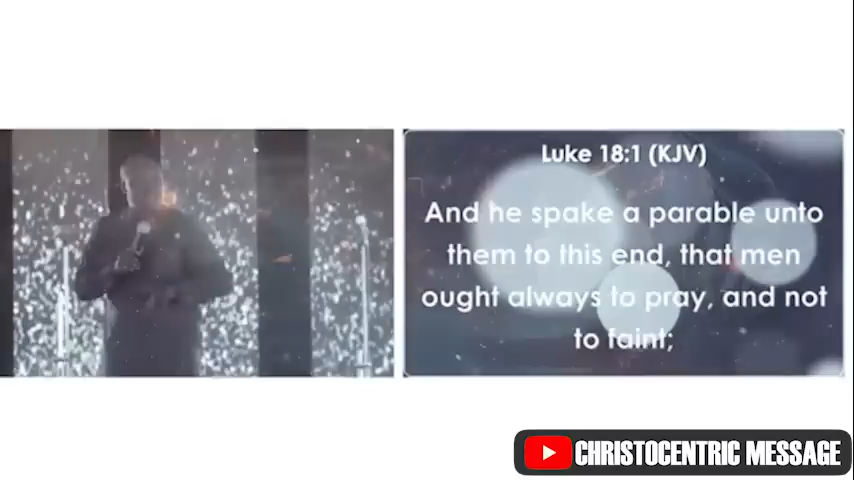 Luke 18:1 (KJV)
And he spake a parable unto
them to this end, that men
ought always to pray, and not
to faint;
CHRISTOCENTRIC MESSAGE